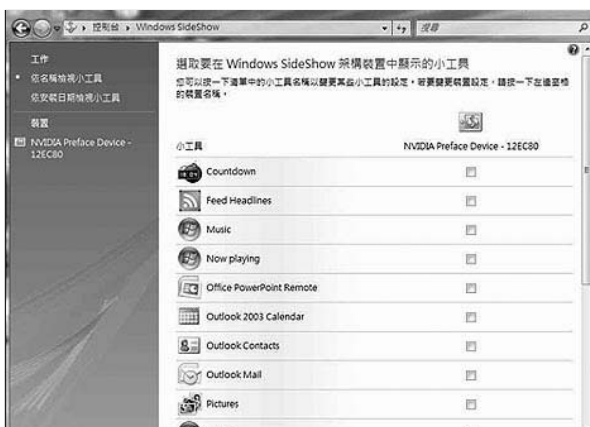 控制台 ▸ Windows SideShow
搜尋
工作
依名稱檢視小工具
依安裝日期檢視小工具
裝置
NVIDIA Preface Device -
12EC80
選取要在 Windows SideShow 架構裝置中顯示的小工具
您可以按一下清單中的小工具名稱以變更某些小工具的設定。若要變更裝置設定，請按一下在這窗格
的裝置名稱。
小工具
NVIDIA Preface Device - 12EC80
Countdown
Feed Headlines
Music
Now playing
Office PowerPoint Remote
Outlook 2003 Calendar
Outlook Contacts
Outlook Mail
Pictures